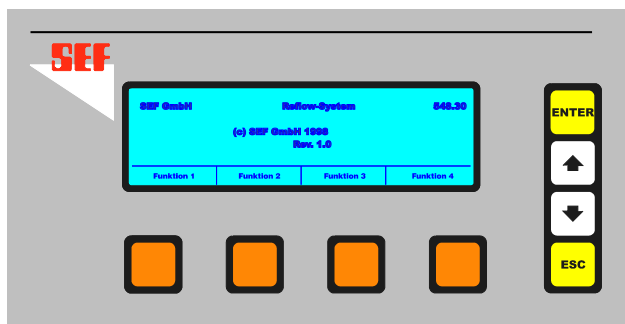 SEF
SEF GmbH Reflow-System 548.30
(c) SEF GmbH 1998
Rev. 1.0
Funktion 1 Funktion 2 Funktion 3 Funktion 4
ENTER
ESC